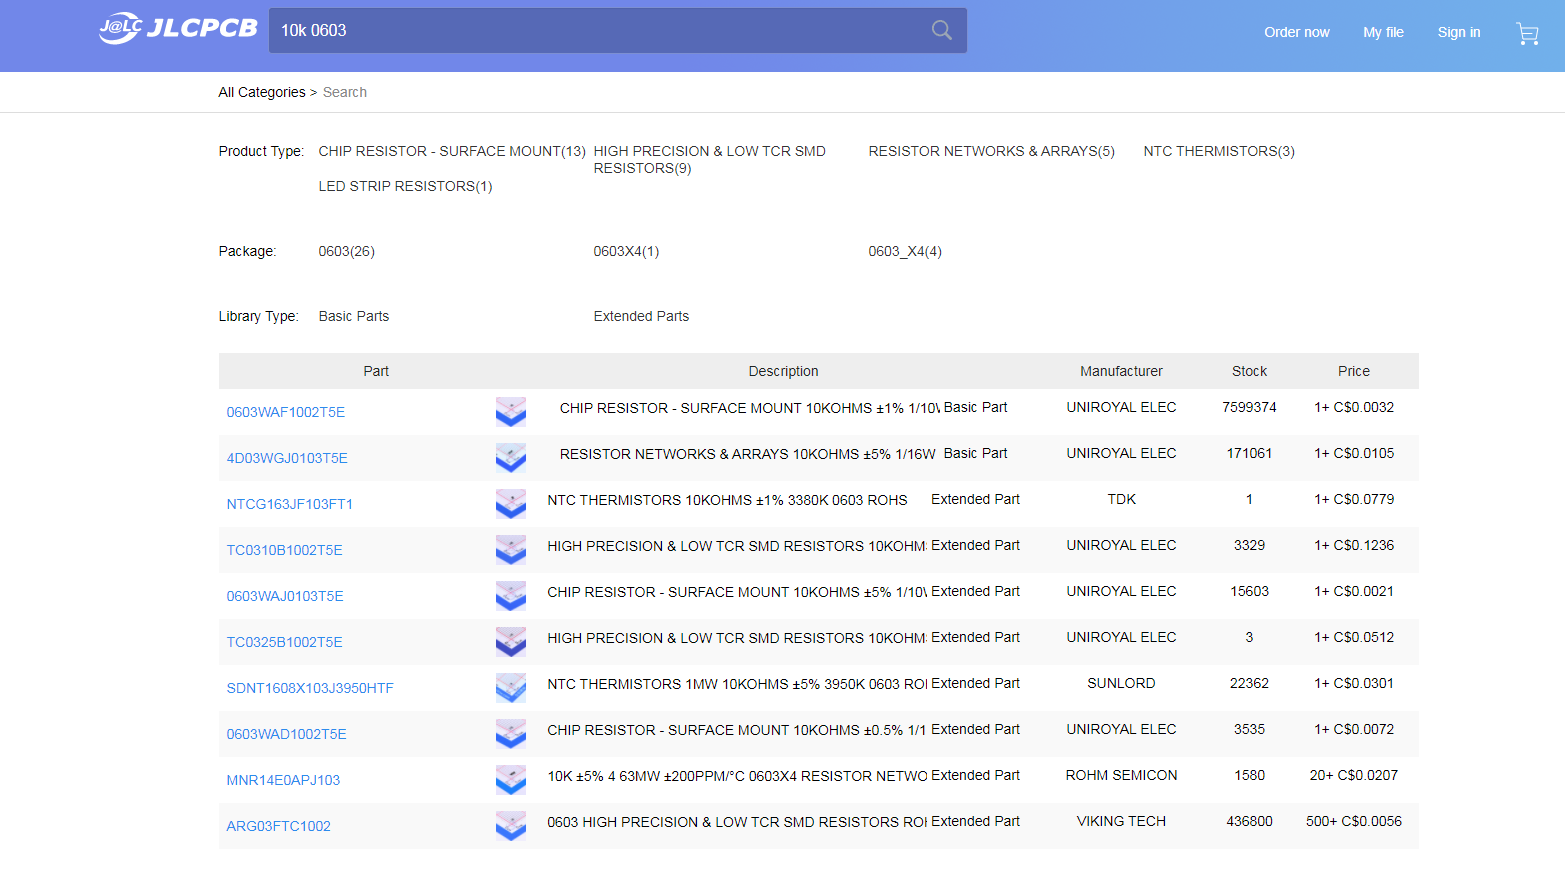 J@LC JLCPCB
10k 0603
Order now My file Sign in
All Categories > Search
Product Type: CHIP RESISTOR - SURFACE MOUNT(13) HIGH PRECISION & LOW TCR SMD RESISTORS(9) RESISTOR NETWORKS & ARRAYS(5) NTC THERMISTORS(3)
LED STRIP RESISTORS(1)
Package: 0603(26) 0603X4(1) 0603_X4(4)
Library Type: Basic Parts Extended Parts
Part Description Manufacturer Stock Price
0603WAF1002T5E CHIP RESISTOR - SURFACE MOUNT 10KOHMS ±1% 1/10W Basic Part UNIROYAL ELEC 7599374 1+ C$0.0032
4D03WGJ0103T5E RESISTOR NETWORKS & ARRAYS 10KOHMS ±5% 1/16W Basic Part UNIROYAL ELEC 171061 1+ C$0.0105
NTCG163JF103FT1 NTC THERMISTORS 10KOHMS ±1% 3380K 0603 ROHS Extended Part TDK 1 1+ C$0.0779
TC0310B1002T5E HIGH PRECISION & LOW TCR SMD RESISTORS 10KOHM Extended Part UNIROYAL ELEC 3329 1+ C$0.1236
0603WAJ0103T5E CHIP RESISTOR - SURFACE MOUNT 10KOHMS ±5% 1/10W Extended Part UNIROYAL ELEC 15603 1+ C$0.0021
TC0325B1002T5E HIGH PRECISION & LOW TCR SMD RESISTORS 10KOHM Extended Part UNIROYAL ELEC 3 1+ C$0.0512
SDNT1608X103J3950HTF NTC THERMISTORS 1MW 10KOHMS ±5% 3950K 0603 ROH Extended Part SUNLORD 22362 1+ C$0.0301
0603WAD1002T5E CHIP RESISTOR - SURFACE MOUNT 10KOHMS ±0.5% 1/1 Extended Part UNIROYAL ELEC 3535 1+ C$0.0072
MNR14E0APJ103 10K ±5% 4 63MW ±200PPM/°C 0603X4 RESISTOR NETWO Extended Part ROHM SEMICON 1580 20+ C$0.0207
ARG03FTC1002 0603 HIGH PRECISION & LOW TCR SMD RESISTORS ROH Extended Part VIKING TECH 436800 500+ C$0.0056